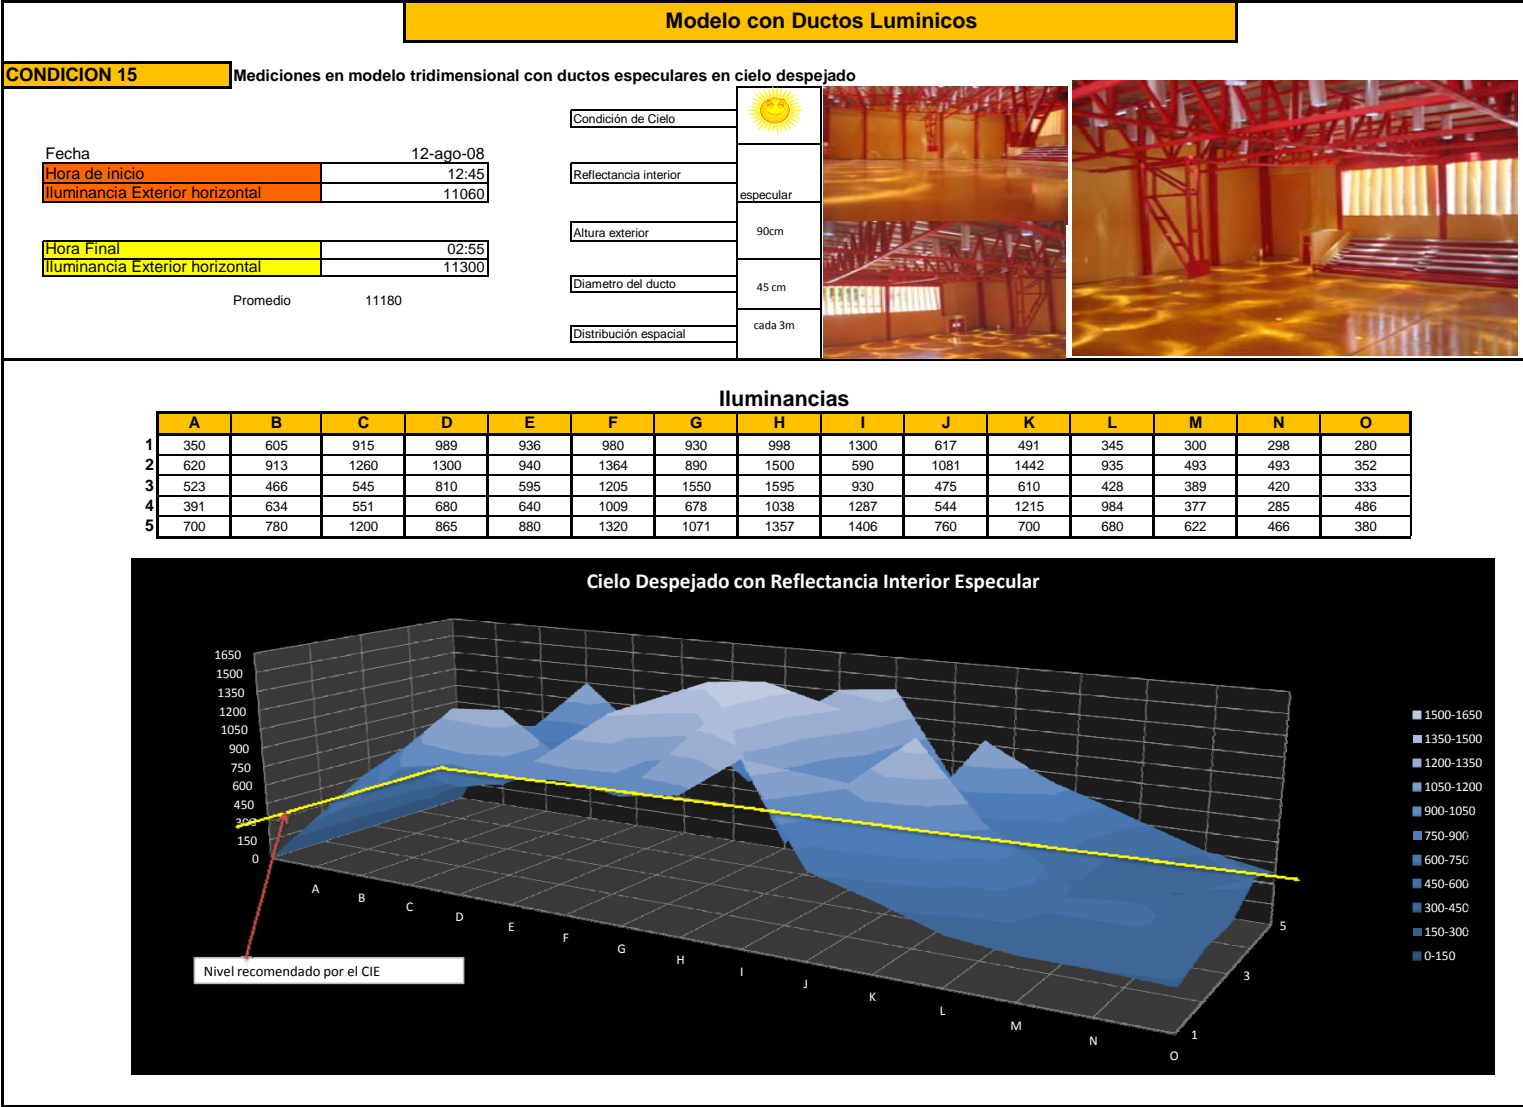 Modelo con Ductos Luminicos
CONDICION 15 Mediciones en modelo tridimensional con ductos especulares en cielo despejado
Condición de Cielo
Fecha 12-ago-08
Hora de inicio 12:45
Iluminancia Exterior horizontal 11060
Reflectancia interior especular
Altura exterior 90cm
Hora Final 02:55
Iluminancia Exterior horizontal 11300
Diametro del ducto 45 cm
Promedio 11180
Distribución espacial cada 3m
Iluminancias
A B C D E F G H I J K L M N O
1 350 605 915 989 936 980 930 998 1300 617 491 345 300 298 280
2 620 913 1260 1300 940 1364 890 1500 590 1081 1442 935 493 493 352
3 523 466 545 810 595 1205 1550 1595 930 475 610 428 389 420 333
4 391 634 551 680 640 1009 678 1038 1287 544 1215 984 377 285 486
5 700 780 1200 865 880 1320 1071 1357 1406 760 700 680 622 466 380
Cielo Despejado con Reflectancia Interior Especular
1650
1500
1350
1200
1050
900
750
600
450
300
150
0
A B C D E F G H I J K L M N O
1
3
5
Nivel recomendado por el CIE
1500-1650
1350-1500
1200-1350
1050-1200
900-1050
750-900
600-750
450-600
300-450
150-300
0-150